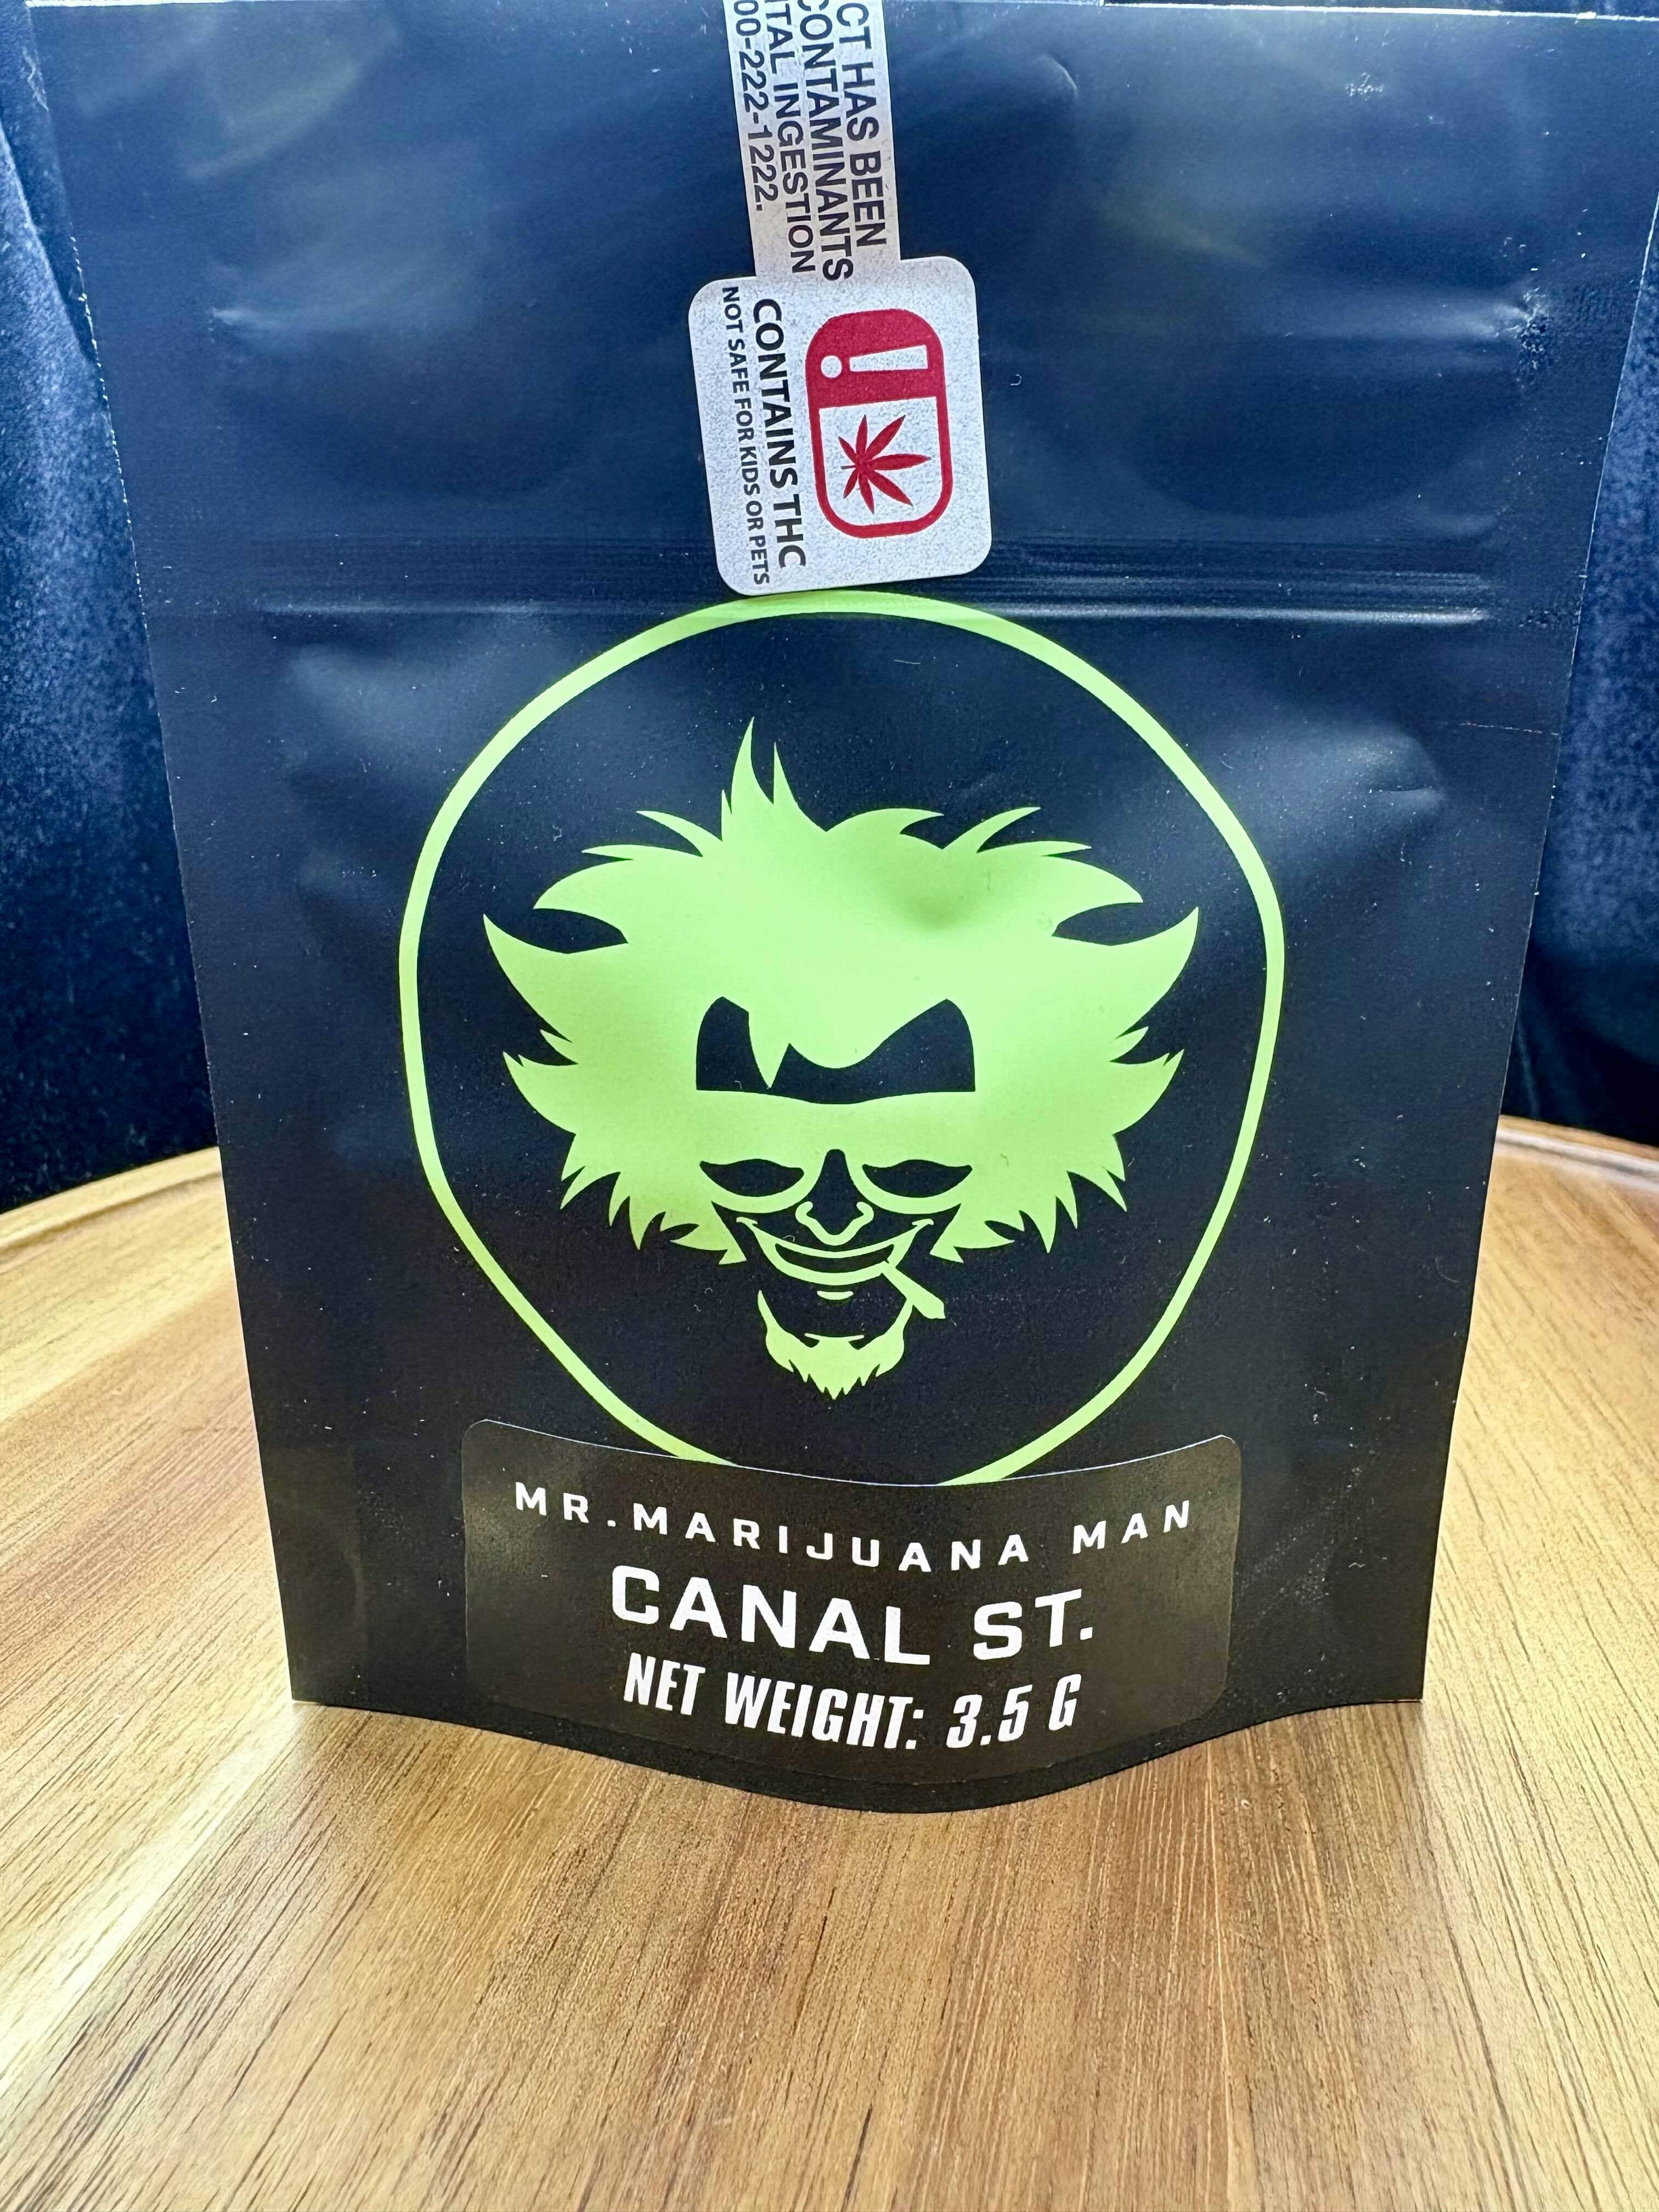 CT HAS BEEN
CONTAMINANTS
INGESTION
00-222-1222.
CONTAINS THC
NOT SAFE FOR KIDS OR PETS
MR.MARIJUANA MAN
CANAL ST.
NET WEIGHT: 3.5 G